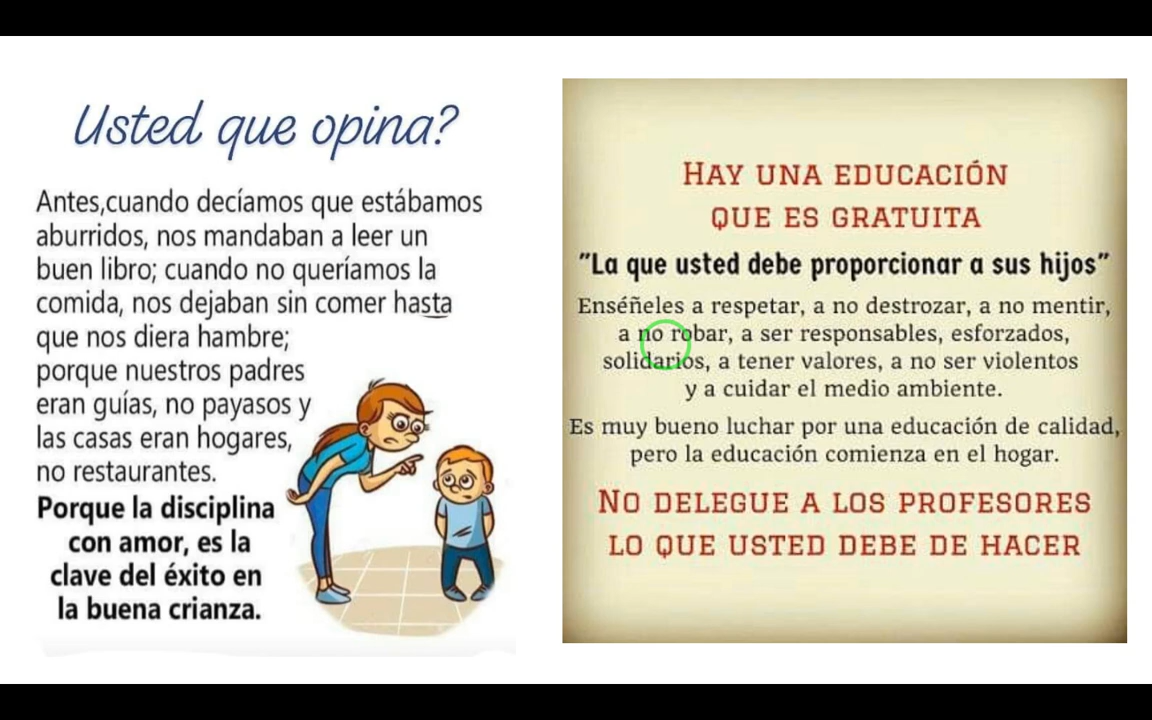 Usted que opina?
Antes,cuando decíamos que estábamos
aburridos, nos mandaban a leer un
buen libro; cuando no queríamos la
comida, nos dejaban sin comer hasta
que nos diera hambre;
porque nuestros padres
eran guías, no payasos y
las casas eran hogares,
no restaurantes.
Porque la disciplina
con amor, es la
clave del éxito en
la buena crianza.
HAY UNA EDUCACIÓN
QUE ES GRATUITA
"La que usted debe proporcionar a sus hijos"
Enséñeles a respetar, a no destrozar, a no mentir,
a no robar, a ser responsables, esforzados,
solidarios, a tener valores, a no ser violentos
y a cuidar el medio ambiente.
Es muy bueno luchar por una educación de calidad,
pero la educación comienza en el hogar.
NO DELEGUE A LOS PROFESORES
LO QUE USTED DEBE DE HACER